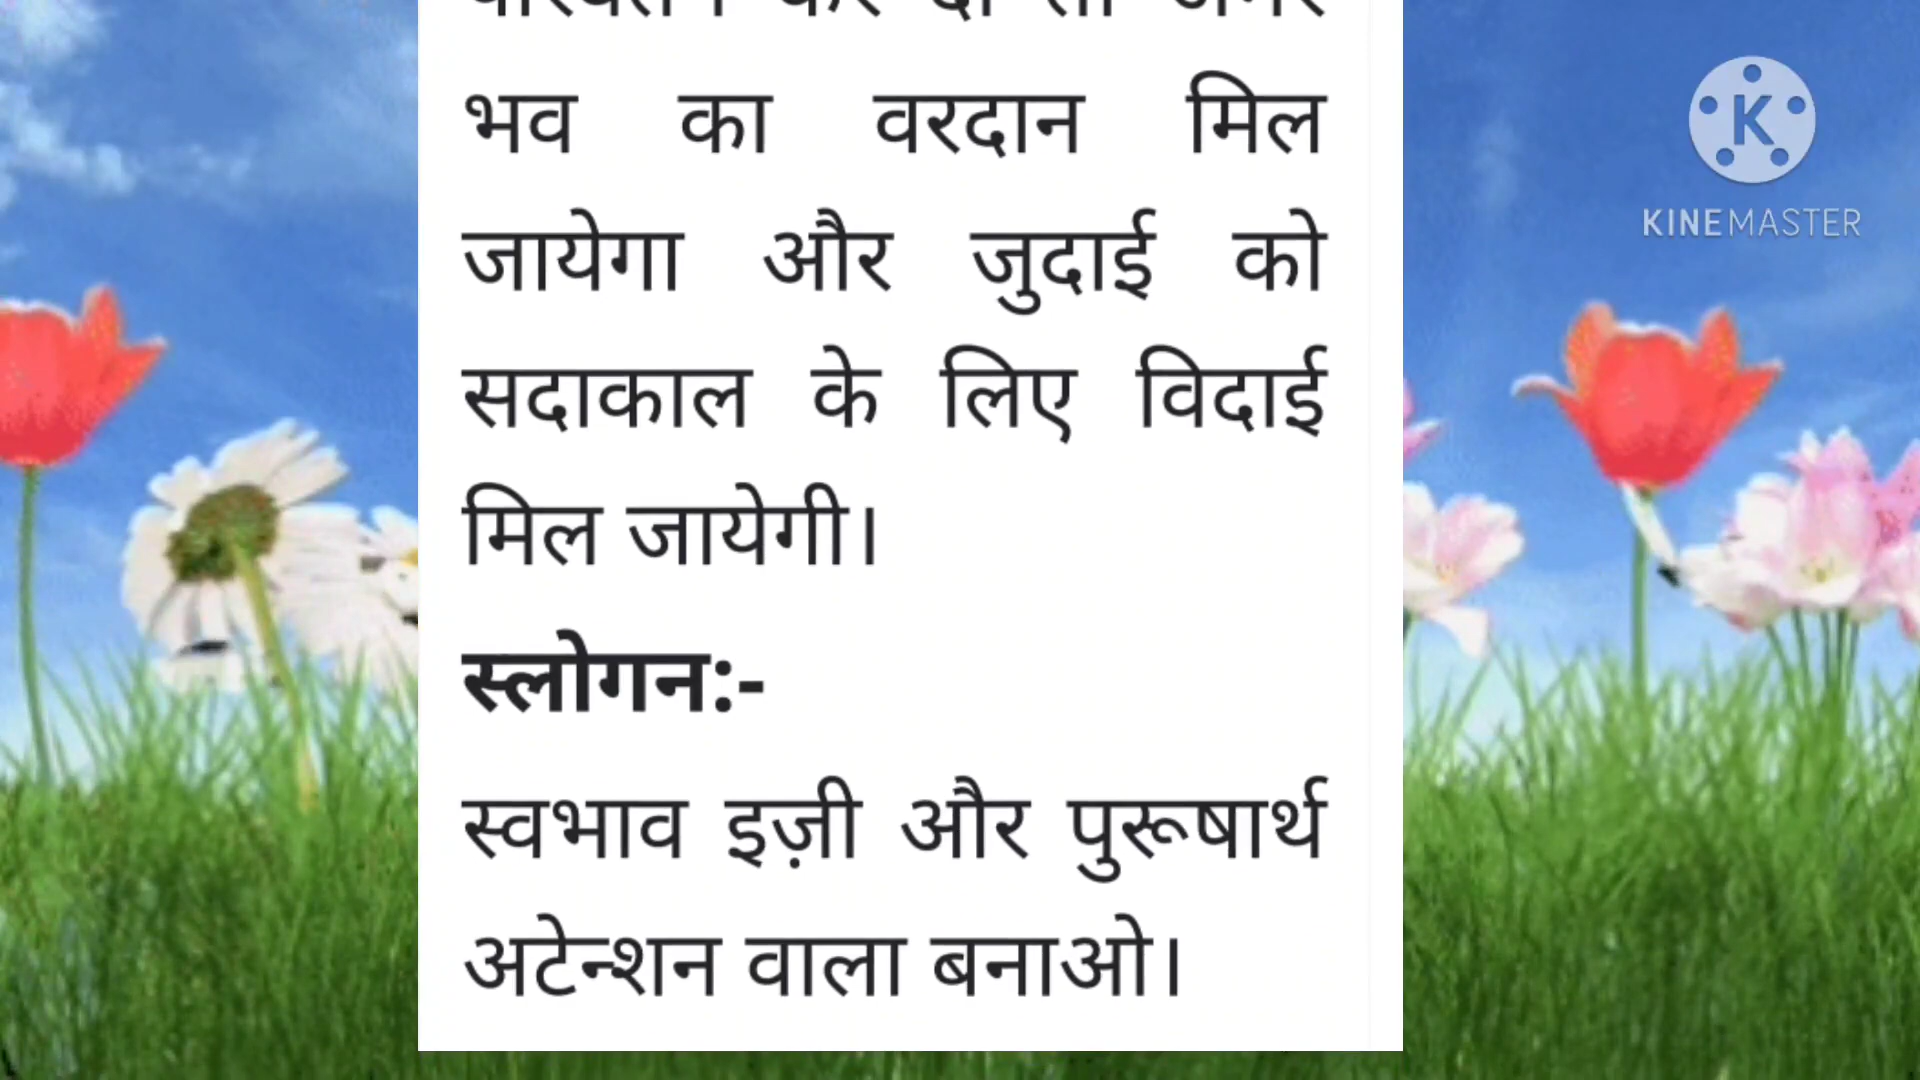 भव का वरदान मिल
जायेगा और जुदाई को
सदाकाल के लिए विदाई
मिल जायेगी।
स्लोगन:-
स्वभाव इज़ी और पुरूषार्थ
अटेन्शन वाला बनाओ।
K
KINEMASTER